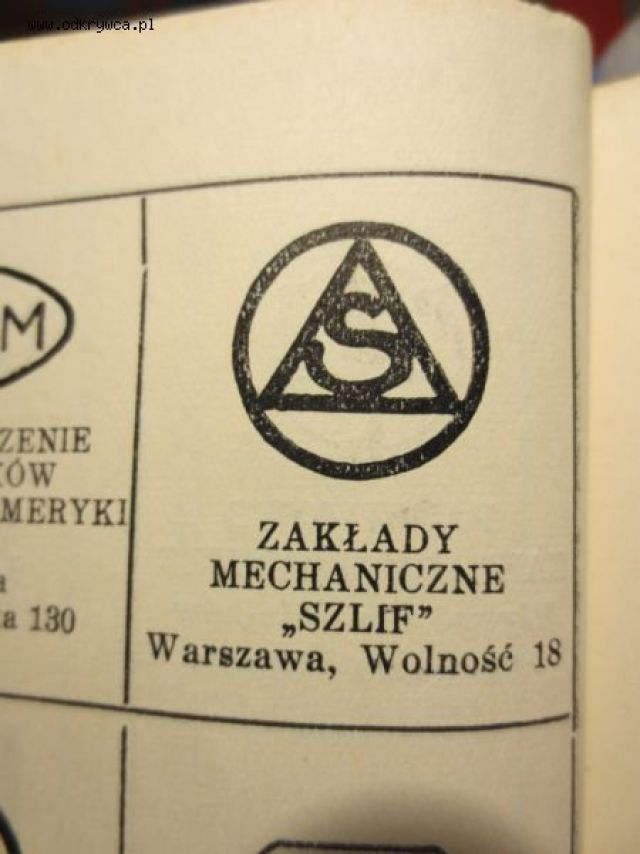 www.odkrywca.pl
M
S
ZENIE
KÓW
MERYKI
a
a 130
ZAKŁADY
MECHANICZNE
„SZLIF”
Warszawa, Wolność 18